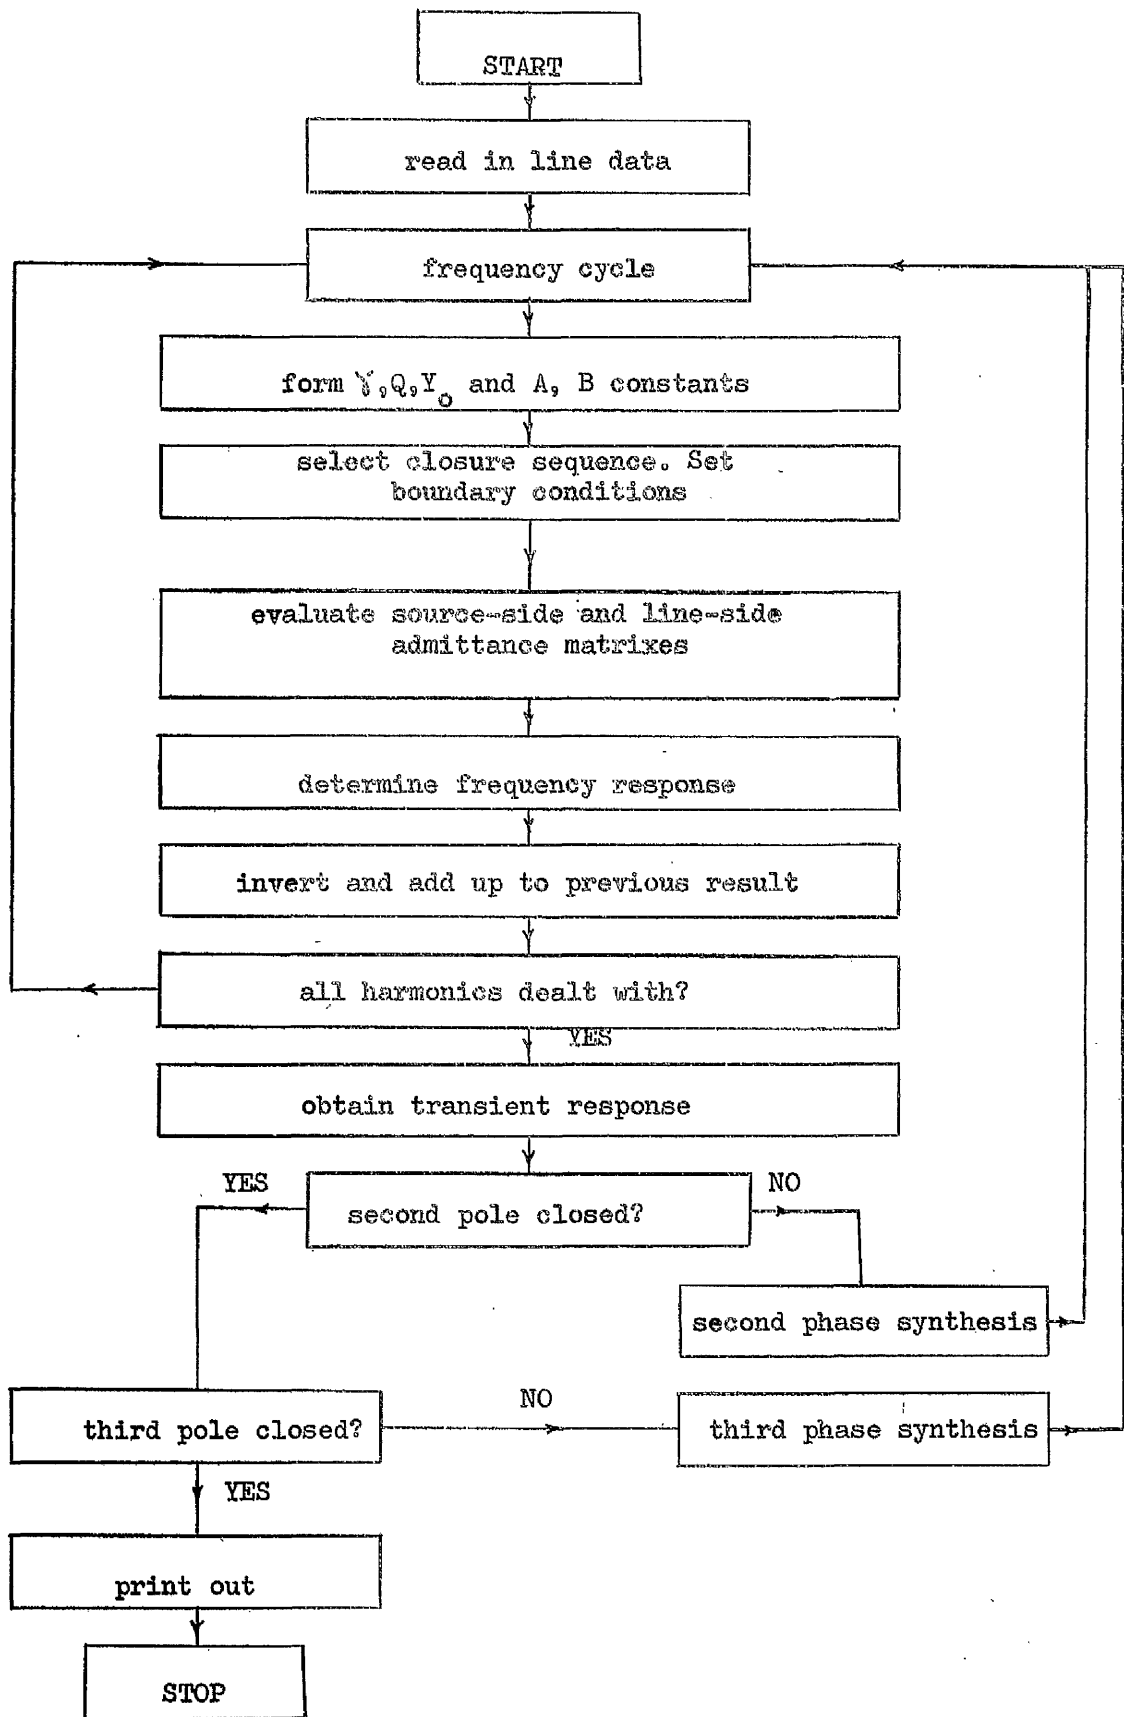 START
read in line data
frequency cycle
form γ,Q,Y₀ and A, B constants
select closure sequence. Set
boundary conditions
evaluate source-side and line-side
admittance matrixes
determine frequency response
invert and add up to previous result
all harmonics dealt with?
YES
obtain transient response
YES
NO
second pole closed?
second phase synthesis
NO
third pole closed?
third phase synthesis
YES
print out
STOP